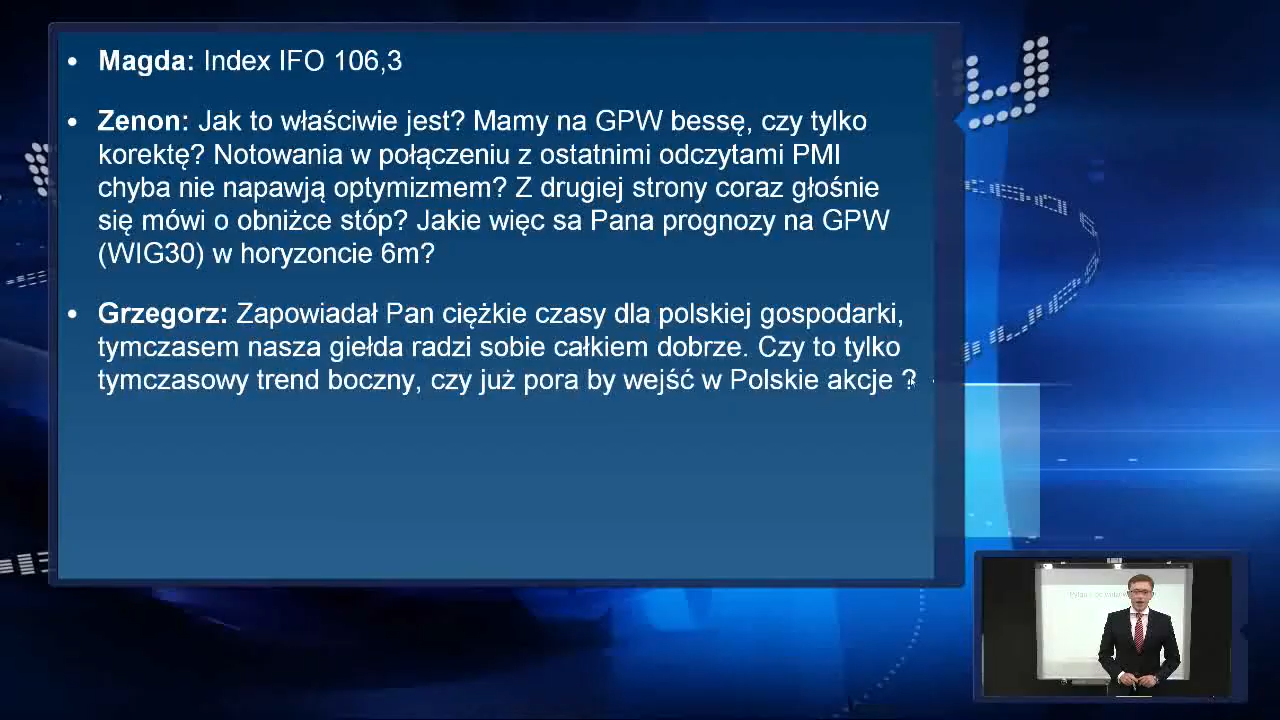 • Magda: Index IFO 106,3
• Zenon: Jak to właściwie jest? Mamy na GPW bessę, czy tylko
korektę? Notowania w połączeniu z ostatnimi odczytami PMI
chyba nie napawją optymizmem? Z drugiej strony coraz głośnie
się mówi o obniżce stóp? Jakie więc sa Pana prognozy na GPW
(WIG30) w horyzoncie 6m?
• Grzegorz: Zapowiadał Pan ciężkie czasy dla polskiej gospodarki,
tymczasem nasza giełda radzi sobie całkiem dobrze. Czy to tylko
tymczasowy trend boczny, czy już pora by wejść w Polskie akcje ?